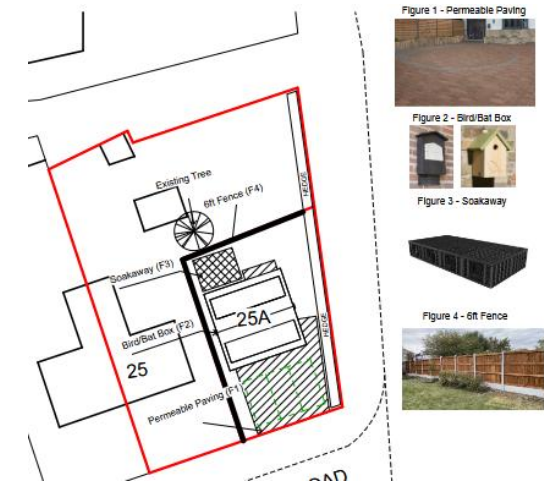 Existing Tree
6ft Fence (F4)
HEDGE
Soakaway (F3)
Bird/Bat Box (F2)
25A
25
HEDGE
Permeable Paving (F1)
OAD
Figure 1 - Permeable Paving
Figure 2 - Bird/Bat Box
Figure 3 - Soakaway
Figure 4 - 6ft Fence